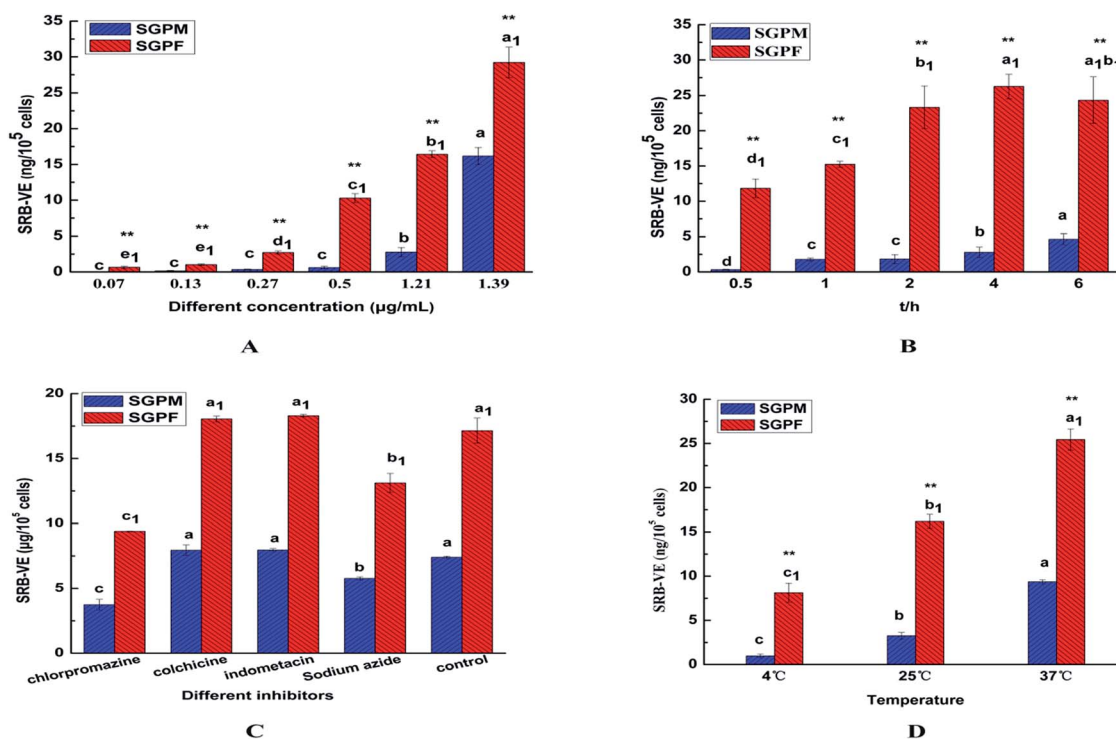 SGPM
SGPF
SRB-VE (ng/10⁵ cells)
35
30
25
20
15
10
5
0
c e₁ ** c e₁ ** c d₁ ** c c₁ ** b b₁ ** a a₁ **
0.07 0.13 0.27 0.5 1.21 1.39
Different concentration (μg/mL)
A
SGPM
SGPF
SRB-VE (ng/10⁵ cells)
35
30
25
20
15
10
5
0
d d₁ ** c c₁ ** c b₁ ** b a₁ ** a a₁b **
0.5 1 2 4 6
t/h
B
SGPM
SGPF
SRB-VE (μg/10⁵ cells)
20
15
10
5
0
c c₁ a a₁ a a₁ b b₁ a a₁
chlorpromazine colchicine indometacin Sodium azide control
Different inhibitors
C
SGPM
SGPF
SRB-VE (ng/10⁵ cells)
30
25
20
15
10
5
0
c c₁ ** b b₁ ** a a₁ **
4℃ 25℃ 37℃
Temperature
D